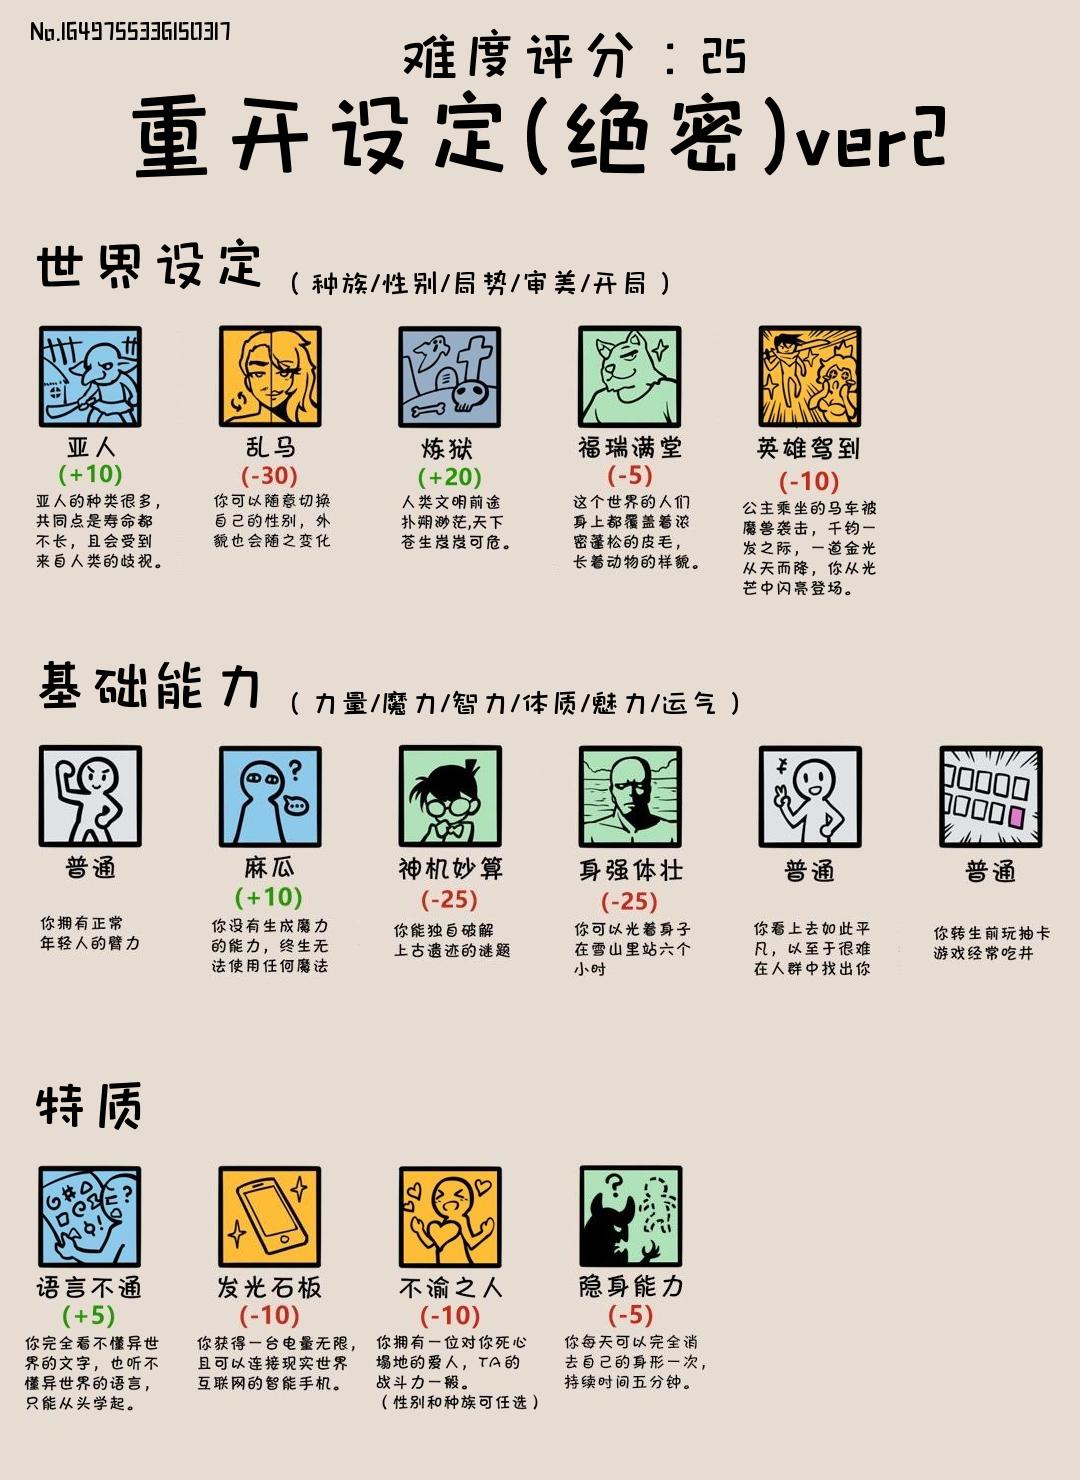 No.1649755336150317
难度评分：25
重开设定(绝密)ver2
世界设定（种族/性别/局势/审美/开局）
亚人
(+10)
亚人的种类很多，
共同点是寿命都
不长，且会受到
来自人类的歧视。
乱马
(-30)
你可以随意切换
自己的性别，外
貌也会随之变化
炼狱
(+20)
人类文明前途
扑朔渺茫,天下
苍生岌岌可危。
福瑞满堂
(-5)
这个世界的人们
身上都覆盖着浓
密蓬松的皮毛，
长着动物的样貌。
英雄驾到
(-10)
公主乘坐的马车被
魔兽袭击，千钧一
发之际，一道金光
从天而降，你从光
芒中闪亮登场。
基础能力（力量/魔力/智力/体质/魅力/运气）
普通
你拥有正常
年轻人的臂力
麻瓜
(+10)
你没有生成魔力
的能力，终生无
法使用任何魔法
神机妙算
(-25)
你能独自破解
上古遗迹的谜题
身强体壮
(-25)
你可以光着身子
在雪山里站六个
小时
普通
你看上去如此平
凡，以至于很难
在人群中找出你
普通
你转生前玩抽卡
游戏经常吃井
特质
语言不通
(+5)
你完全看不懂异世
界的文字，也听不
懂异世界的语言，
只能从头学起。
发光石板
(-10)
你获得一台电量无限，
且可以连接现实世界
互联网的智能手机。
不渝之人
(-10)
你拥有一位对你死心
塌地的爱人，TA的
战斗力一般。
（性别和种族可任选）
隐身能力
(-5)
你每天可以完全消
去自己的身形一次，
持续时间五分钟。